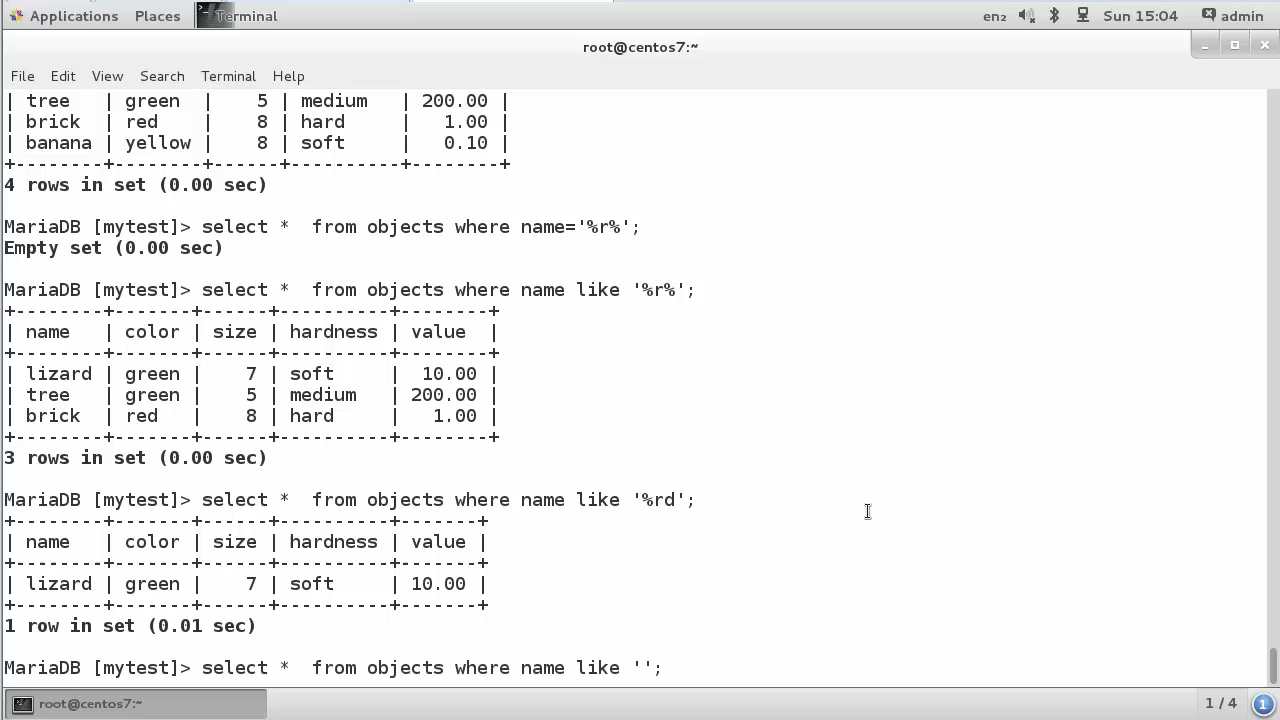 Applications Places Terminal en₂ Sun 15:04 admin
root@centos7:~
File Edit View Search Terminal Help
| tree   | green  |    5 | medium   | 200.00 |
| brick  | red    |    8 | hard     |   1.00 |
| banana | yellow |    8 | soft     |   0.10 |
+--------+--------+------+----------+--------+
4 rows in set (0.00 sec)
MariaDB [mytest]> select *  from objects where name='%r%';
Empty set (0.00 sec)
MariaDB [mytest]> select *  from objects where name like '%r%';
+--------+-------+------+----------+--------+
| name   | color | size | hardness | value  |
+--------+-------+------+----------+--------+
| lizard | green |    7 | soft     |  10.00 |
| tree   | green |    5 | medium   | 200.00 |
| brick  | red   |    8 | hard     |   1.00 |
+--------+-------+------+----------+--------+
3 rows in set (0.00 sec)
MariaDB [mytest]> select *  from objects where name like '%rd';
+--------+-------+------+----------+-------+
| name   | color | size | hardness | value |
+--------+-------+------+----------+-------+
| lizard | green |    7 | soft     | 10.00 |
+--------+-------+------+----------+-------+
1 row in set (0.01 sec)
MariaDB [mytest]> select *  from objects where name like '';
root@centos7:~ 1 / 4 1